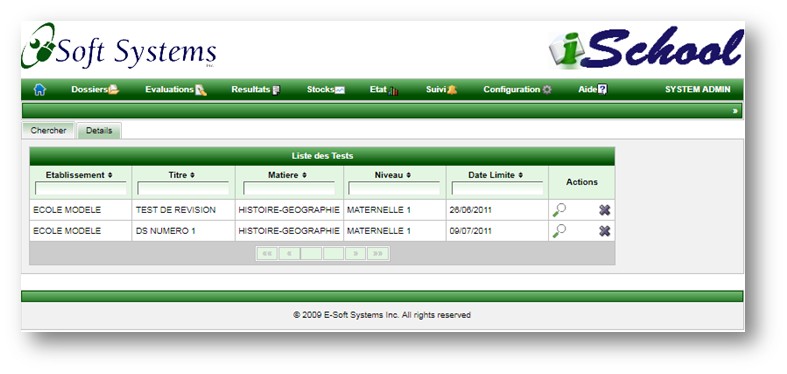 eSoft Systems Inc.
iSchool
Dossiers Evaluations Resultats Stocks Etat Suivi Configuration Aide SYSTEM ADMIN
»
Chercher Details
Liste des Tests
Etablissement Titre Matiere Niveau Date Limite Actions
ECOLE MODELE TEST DE REVISION HISTOIRE-GEOGRAPHIE MATERNELLE 1 26/06/2011
ECOLE MODELE DS NUMERO 1 HISTOIRE-GEOGRAPHIE MATERNELLE 1 09/07/2011
«« « » »»
© 2009 E-Soft Systems Inc. All rights reserved